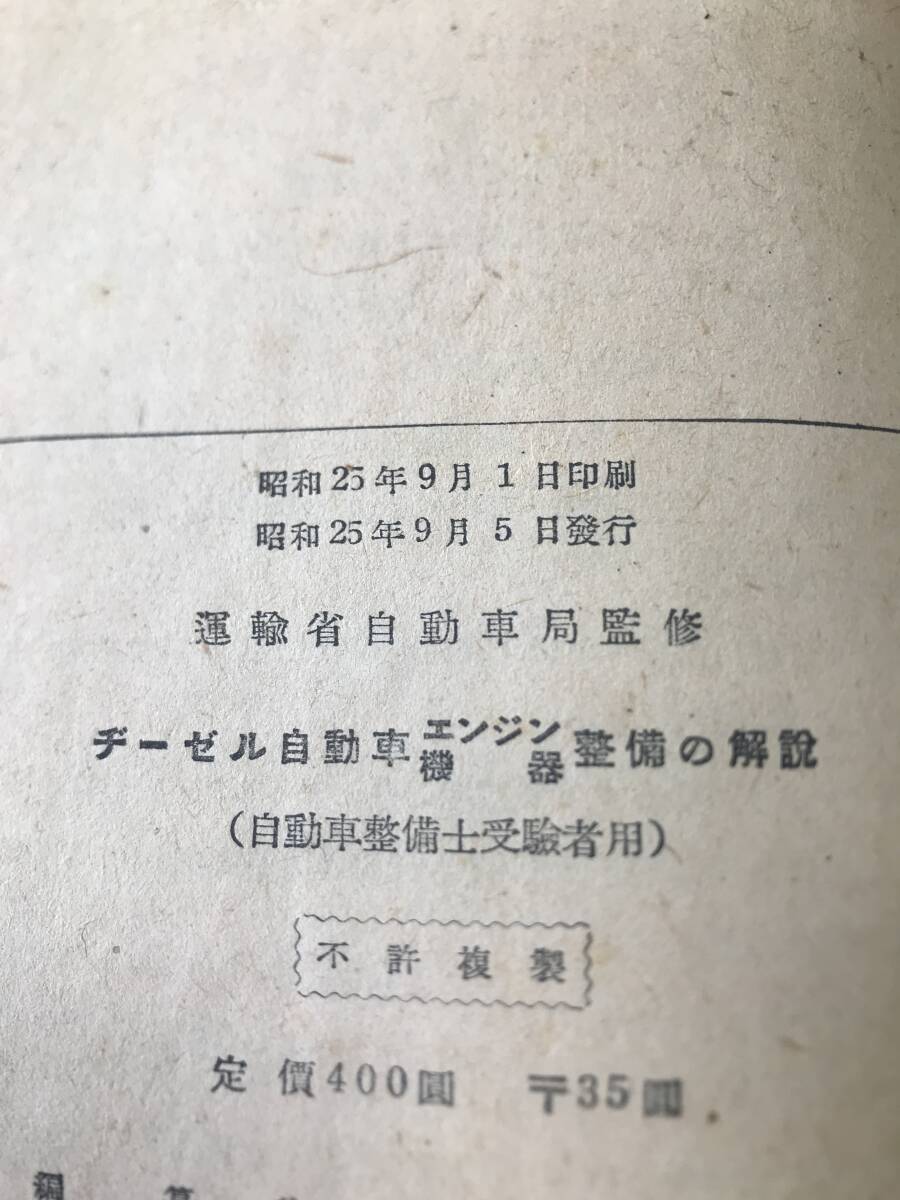 昭和25年9月1日印刷
昭和25年9月5日發行
運輸省自動車局監修
ヂーゼル自動車エンジン機器整備の解説
(自動車整備士受驗者用)
不許複製
定價400圓 〒35圓
編